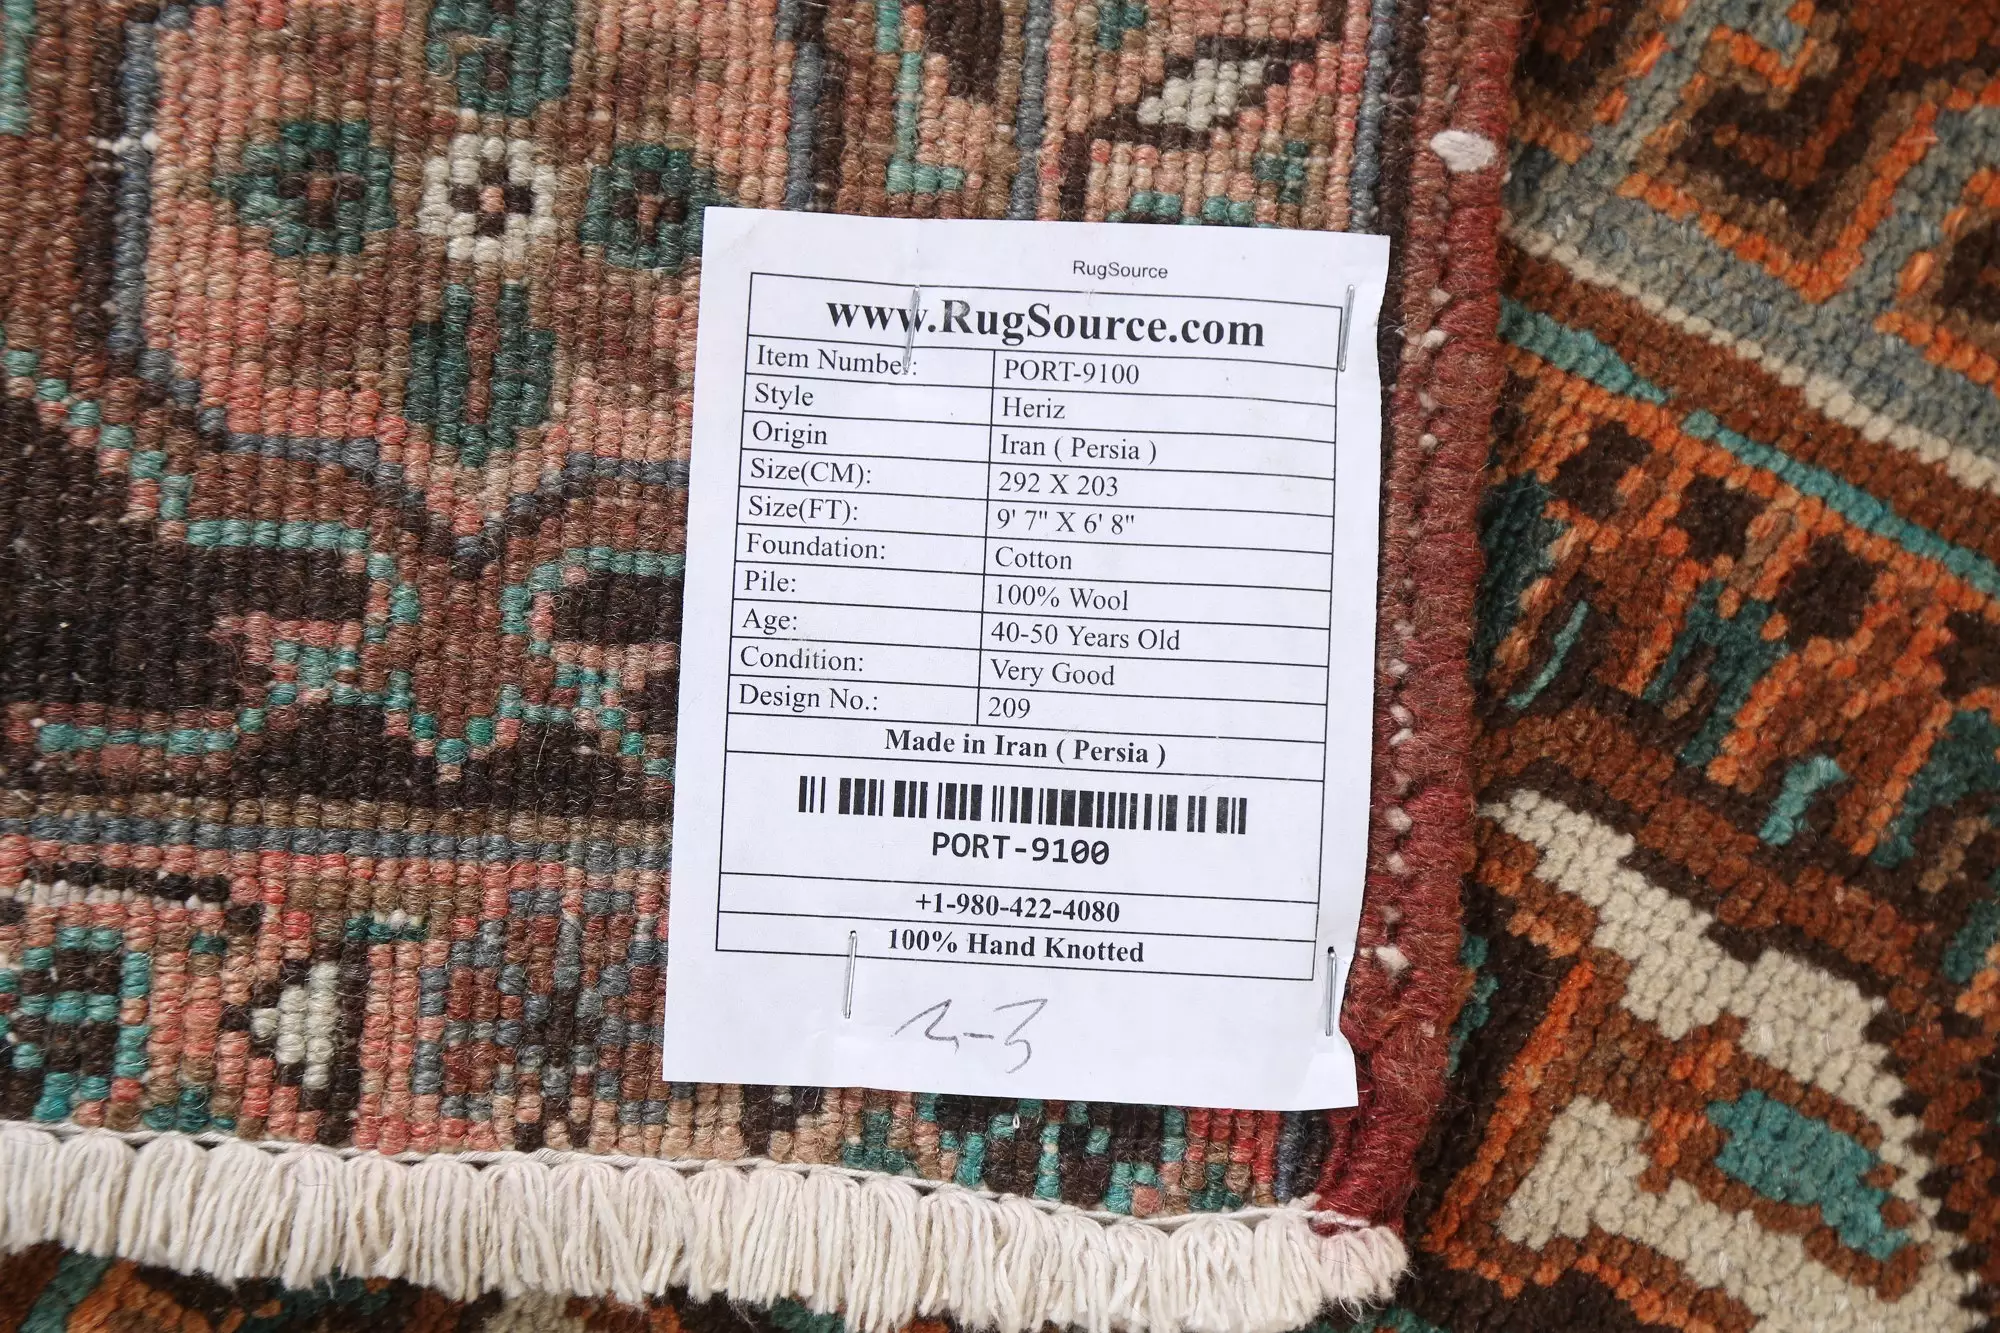 RugSource
www.RugSource.com
Item Number: PORT-9100
Style Heriz
Origin Iran ( Persia )
Size(CM): 292 X 203
Size(FT): 9' 7" X 6' 8"
Foundation: Cotton
Pile: 100% Wool
Age: 40-50 Years Old
Condition: Very Good
Design No.: 209
Made in Iran ( Persia )
PORT-9100
+1-980-422-4080
100% Hand Knotted